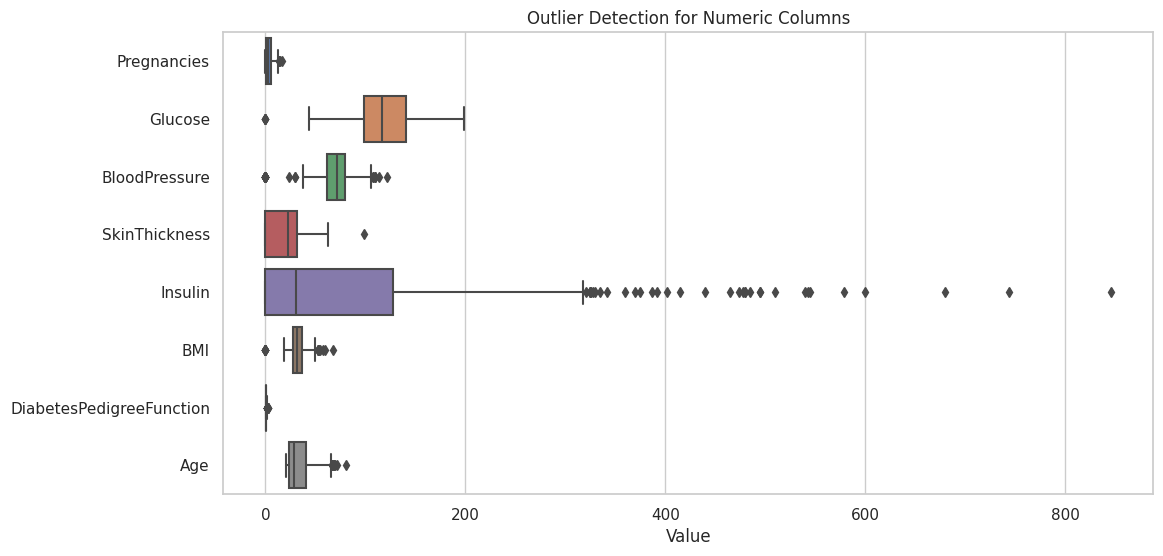 Outlier Detection for Numeric Columns
Pregnancies
Glucose
BloodPressure
SkinThickness
Insulin
BMI
DiabetesPedigreeFunction
Age
0 200 400 600 800
Value